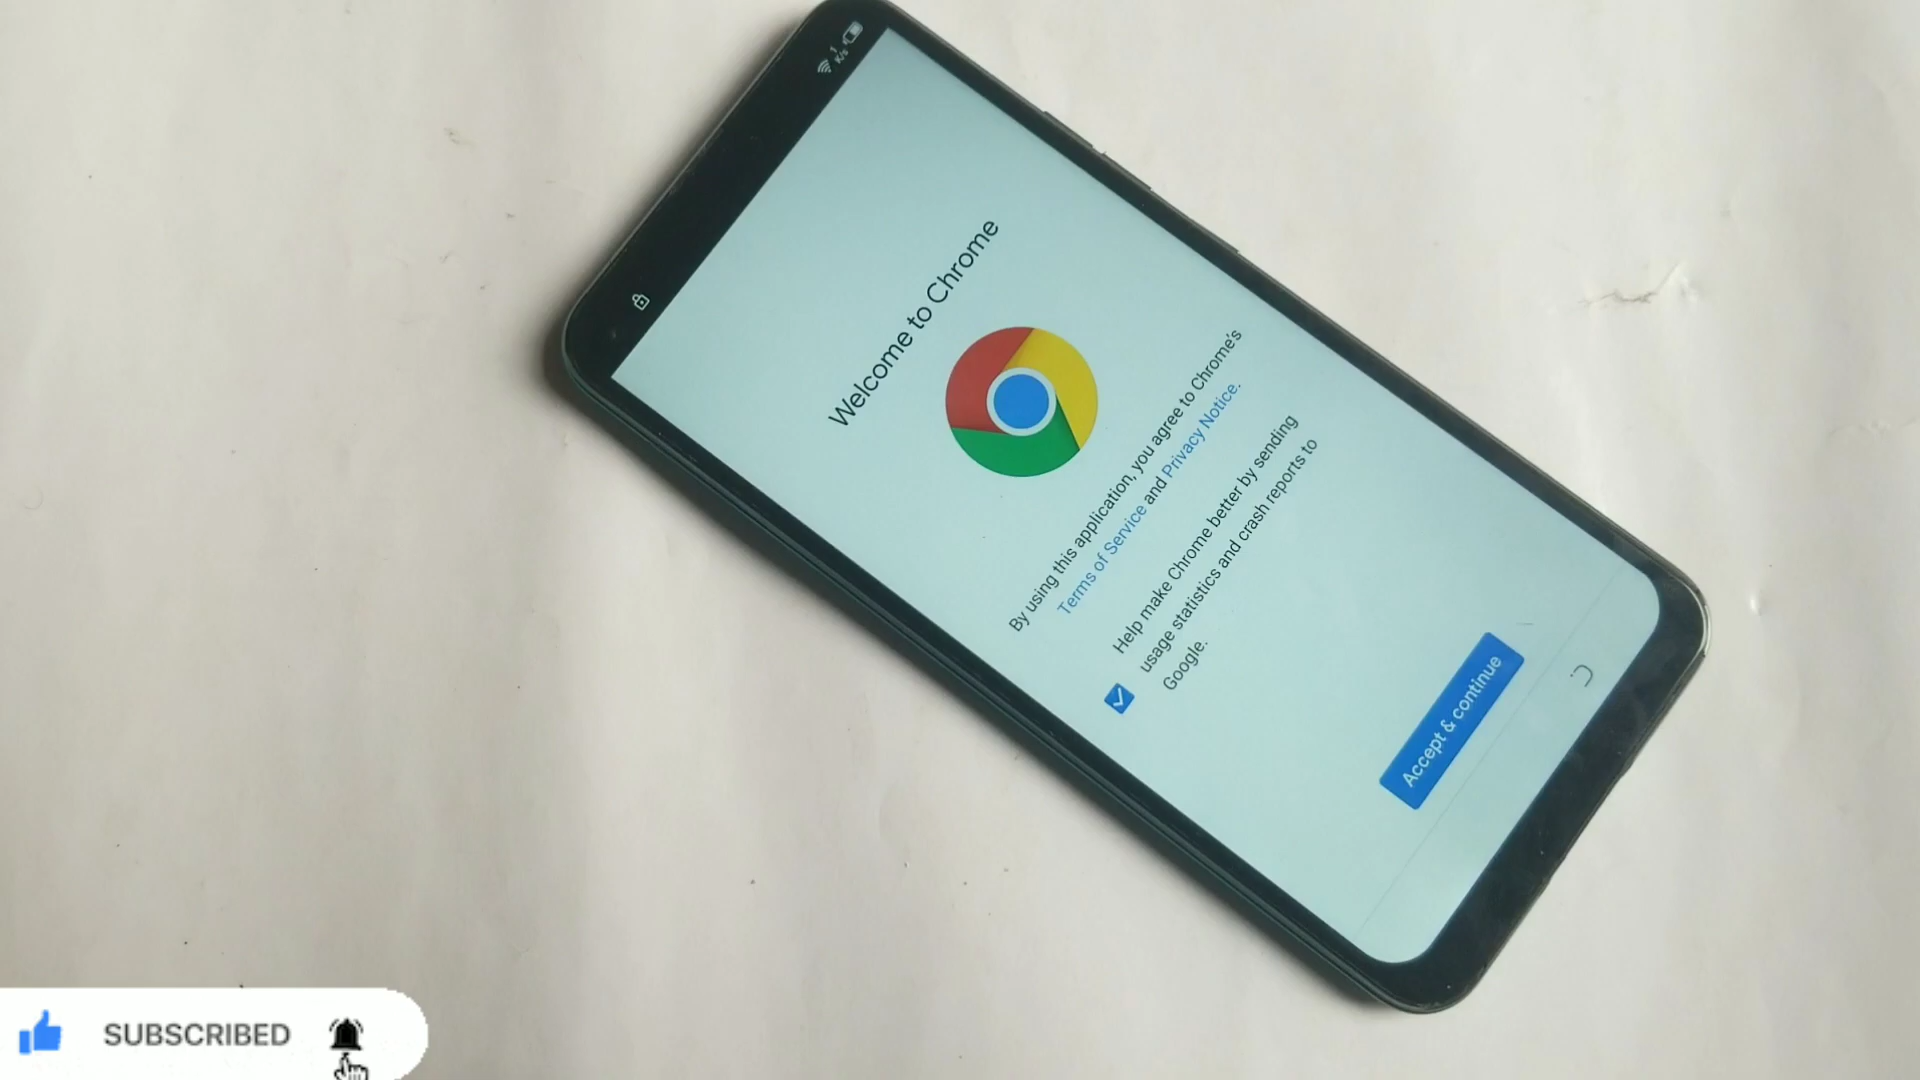 1
K/s
Welcome to Chrome
By using this application, you agree to Chrome's
Terms of Service and Privacy Notice.
Help make Chrome better by sending
usage statistics and crash reports to
Google.
Accept & continue
SUBSCRIBED